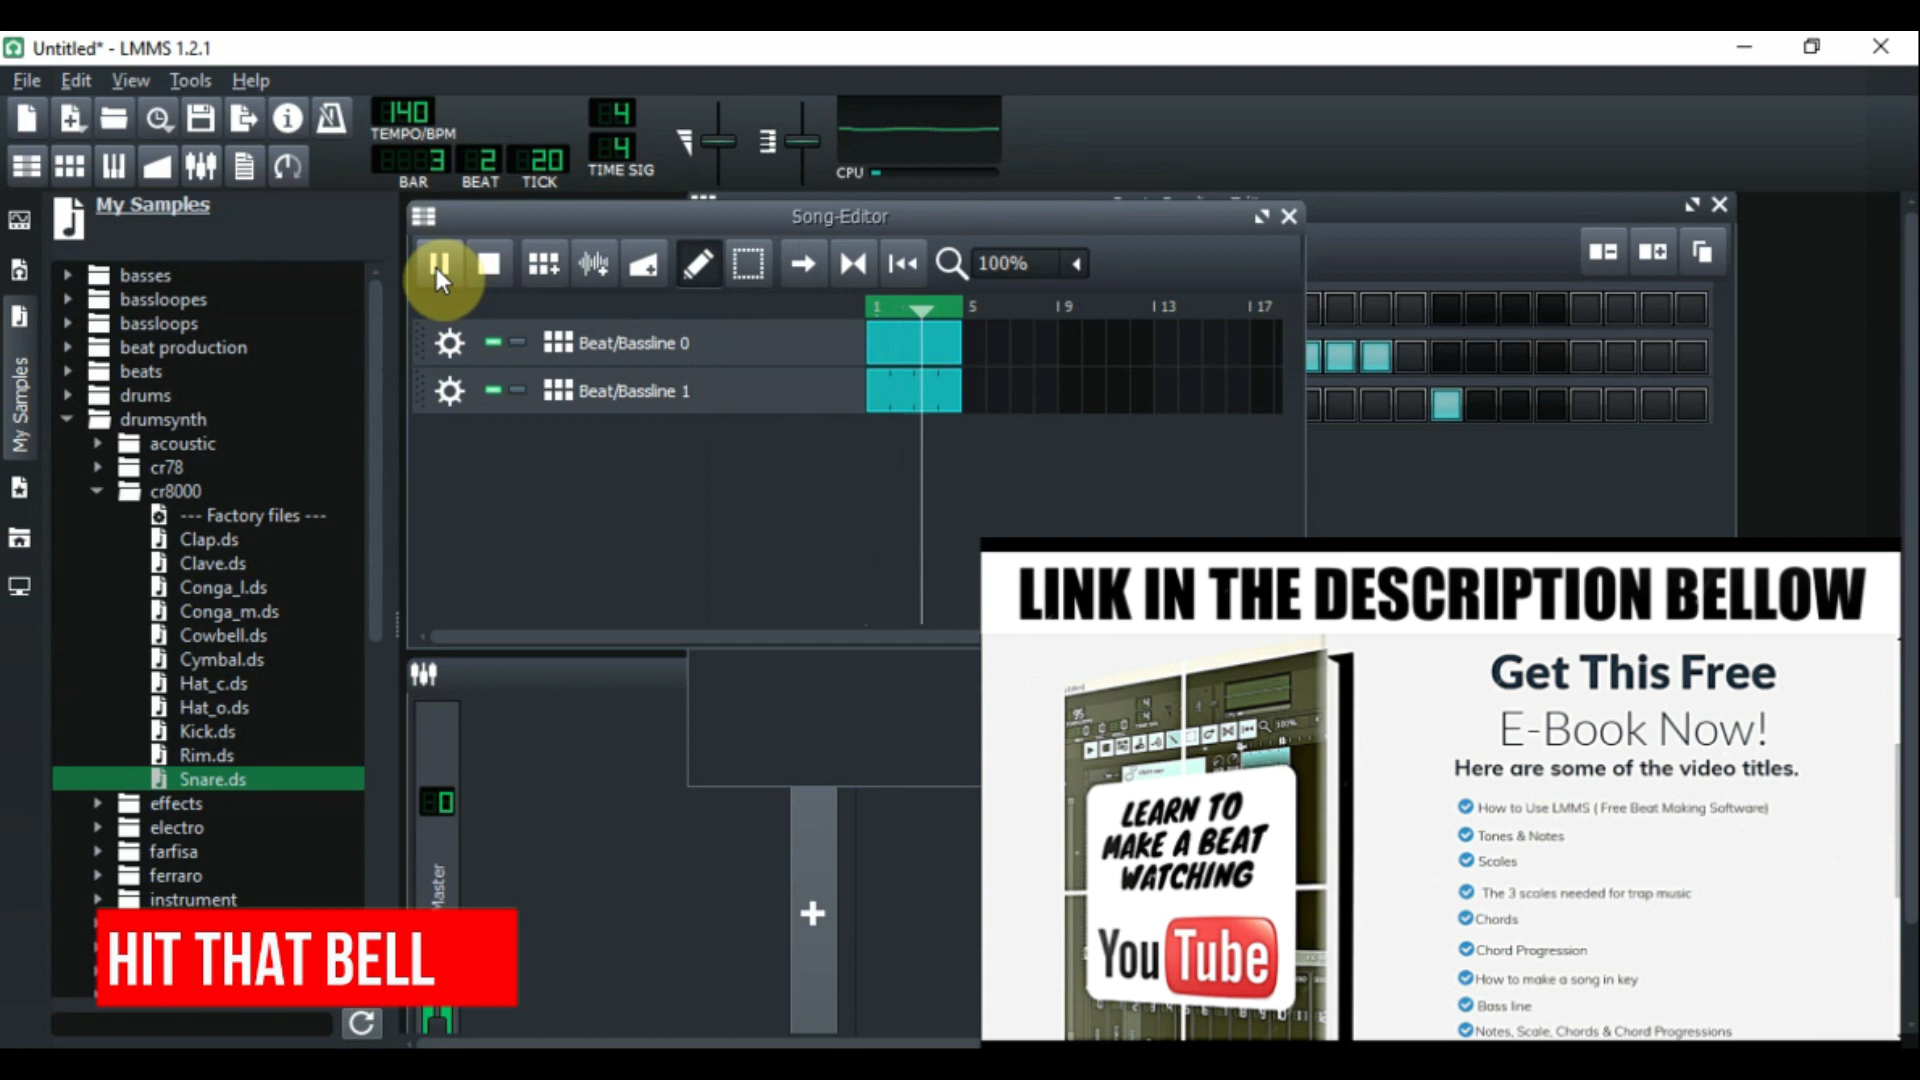 Untitled* - LMMS 1.2.1
File Edit View Tools Help
140
TEMPO/BPM
4
4
TIME SIG
3 2 20
BAR BEAT TICK
CPU
My Samples
My Samples
basses
bassloopes
bassloops
beat production
beats
drums
drumsynth
acoustic
cr78
cr8000
--- Factory files ---
Clap.ds
Clave.ds
Conga_l.ds
Conga_m.ds
Cowbell.ds
Cymbal.ds
Hat_c.ds
Hat_o.ds
Kick.ds
Rim.ds
Snare.ds
effects
electro
farfisa
ferraro
instrument
HIT THAT BELL
Song-Editor
100%
1 5 9 13 17
Beat/Bassline 0
Beat/Bassline 1
0
Master
LINK IN THE DESCRIPTION BELLOW
LEARN TO
MAKE A BEAT
WATCHING
YouTube
Get This Free
E-Book Now!
Here are some of the video titles.
How to Use LMMS ( Free Beat Making Software)
Tones & Notes
Scales
The 3 scales needed for trap music
Chords
Chord Progression
How to make a song in key
Bass line
Notes, Scale, Chords & Chord Progressions